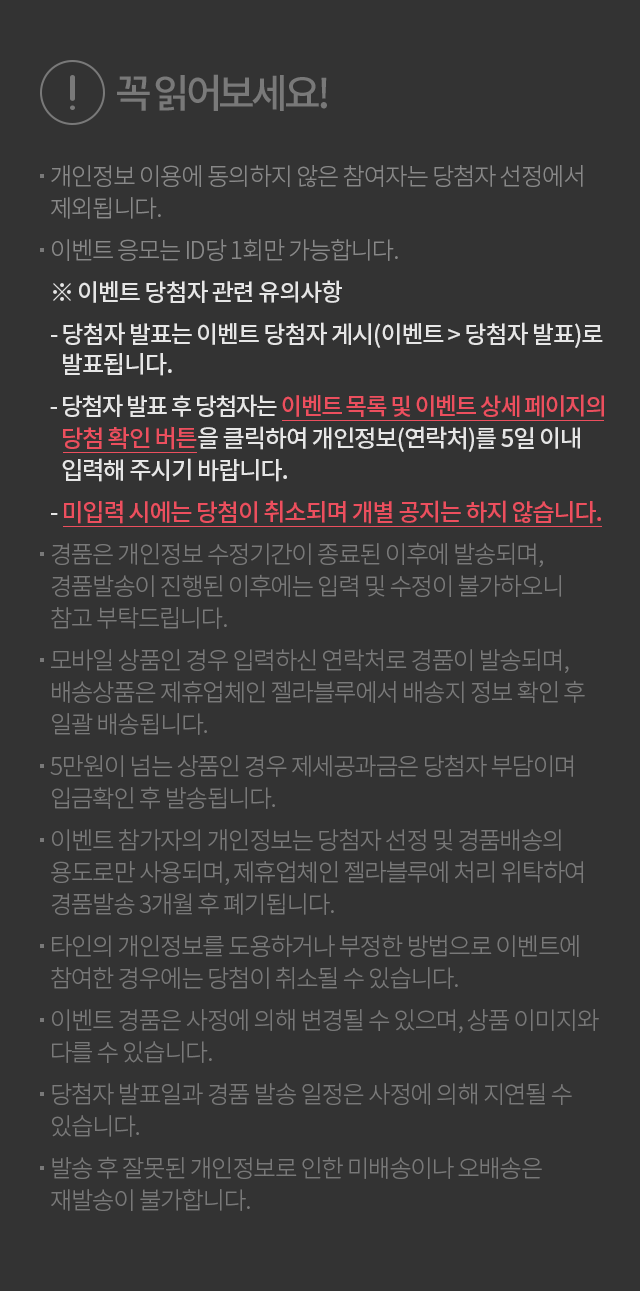 ! 꼭 읽어보세요!
· 개인정보 이용에 동의하지 않은 참여자는 당첨자 선정에서
제외됩니다.
· 이벤트 응모는 ID당 1회만 가능합니다.
※ 이벤트 당첨자 관련 유의사항
- 당첨자 발표는 이벤트 당첨자 게시(이벤트 > 당첨자 발표)로
발표됩니다.
- 당첨자 발표 후 당첨자는 이벤트 목록 및 이벤트 상세 페이지의
당첨 확인 버튼을 클릭하여 개인정보(연락처)를 5일 이내
입력해 주시기 바랍니다.
- 미입력 시에는 당첨이 취소되며 개별 공지는 하지 않습니다.
· 경품은 개인정보 수정기간이 종료된 이후에 발송되며,
경품발송이 진행된 이후에는 입력 및 수정이 불가하오니
참고 부탁드립니다.
· 모바일 상품인 경우 입력하신 연락처로 경품이 발송되며,
배송상품은 제휴업체인 젤라블루에서 배송지 정보 확인 후
일괄 배송됩니다.
· 5만원이 넘는 상품인 경우 제세공과금은 당첨자 부담이며
입금확인 후 발송됩니다.
· 이벤트 참가자의 개인정보는 당첨자 선정 및 경품배송의
용도로만 사용되며, 제휴업체인 젤라블루에 처리 위탁하여
경품발송 3개월 후 폐기됩니다.
· 타인의 개인정보를 도용하거나 부정한 방법으로 이벤트에
참여한 경우에는 당첨이 취소될 수 있습니다.
· 이벤트 경품은 사정에 의해 변경될 수 있으며, 상품 이미지와
다를 수 있습니다.
· 당첨자 발표일과 경품 발송 일정은 사정에 의해 지연될 수
있습니다.
· 발송 후 잘못된 개인정보로 인한 미배송이나 오배송은
재발송이 불가합니다.